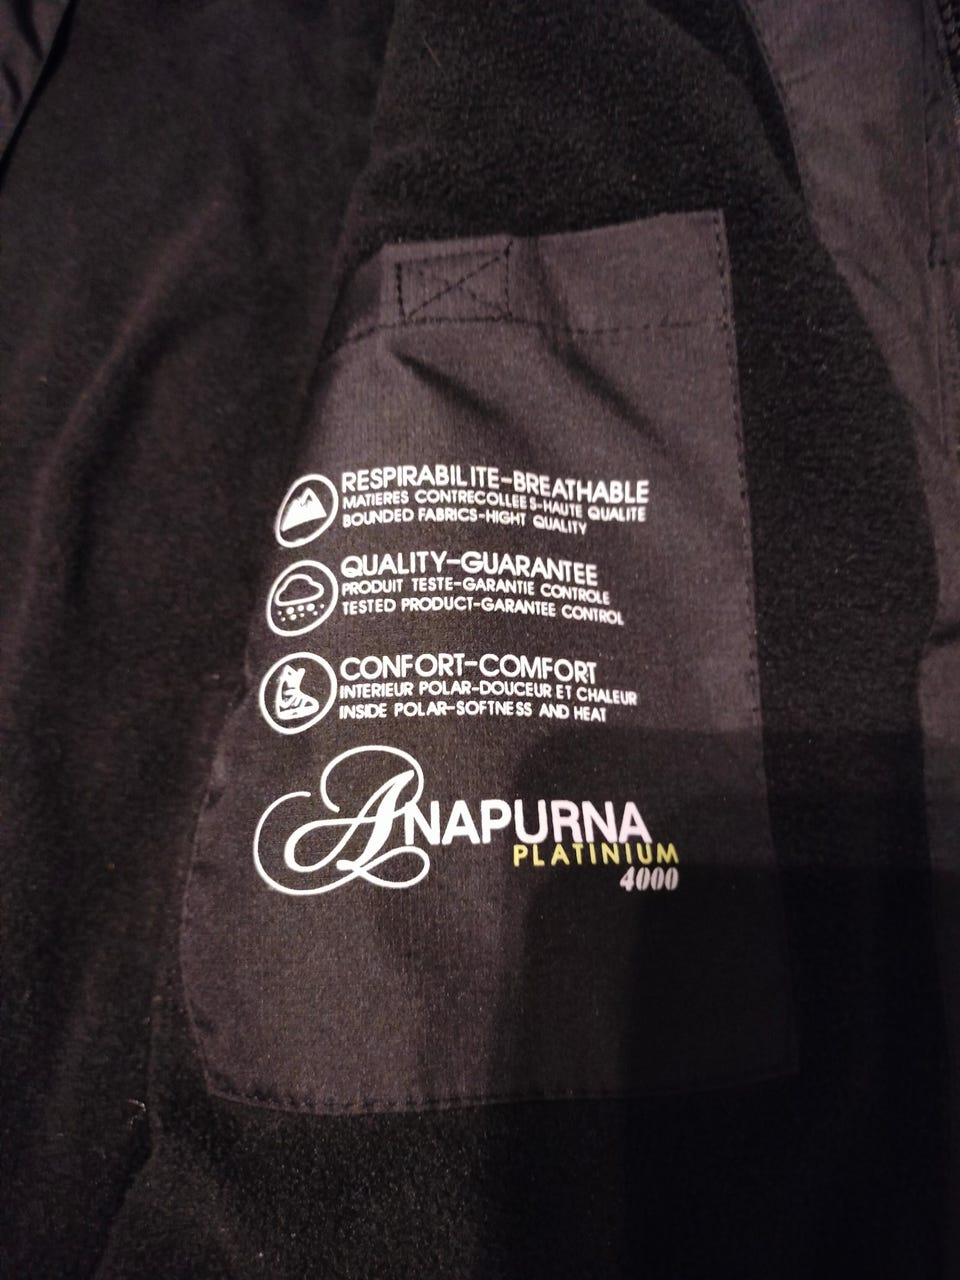 RESPIRABILITE-BREATHABLE
MATIERES CONTRECOLLEES-HAUTE QUALITE
BOUNDED FABRICS-HIGHT QUALITY
QUALITY-GUARANTEE
PRODUIT TESTE-GARANTIE CONTROLE
TESTED PRODUCT-GARANTEE CONTROL
CONFORT-COMFORT
INTERIEUR POLAR-DOUCEUR ET CHALEUR
INSIDE POLAR-SOFTNESS AND HEAT
ANAPURNA
PLATINIUM
4000